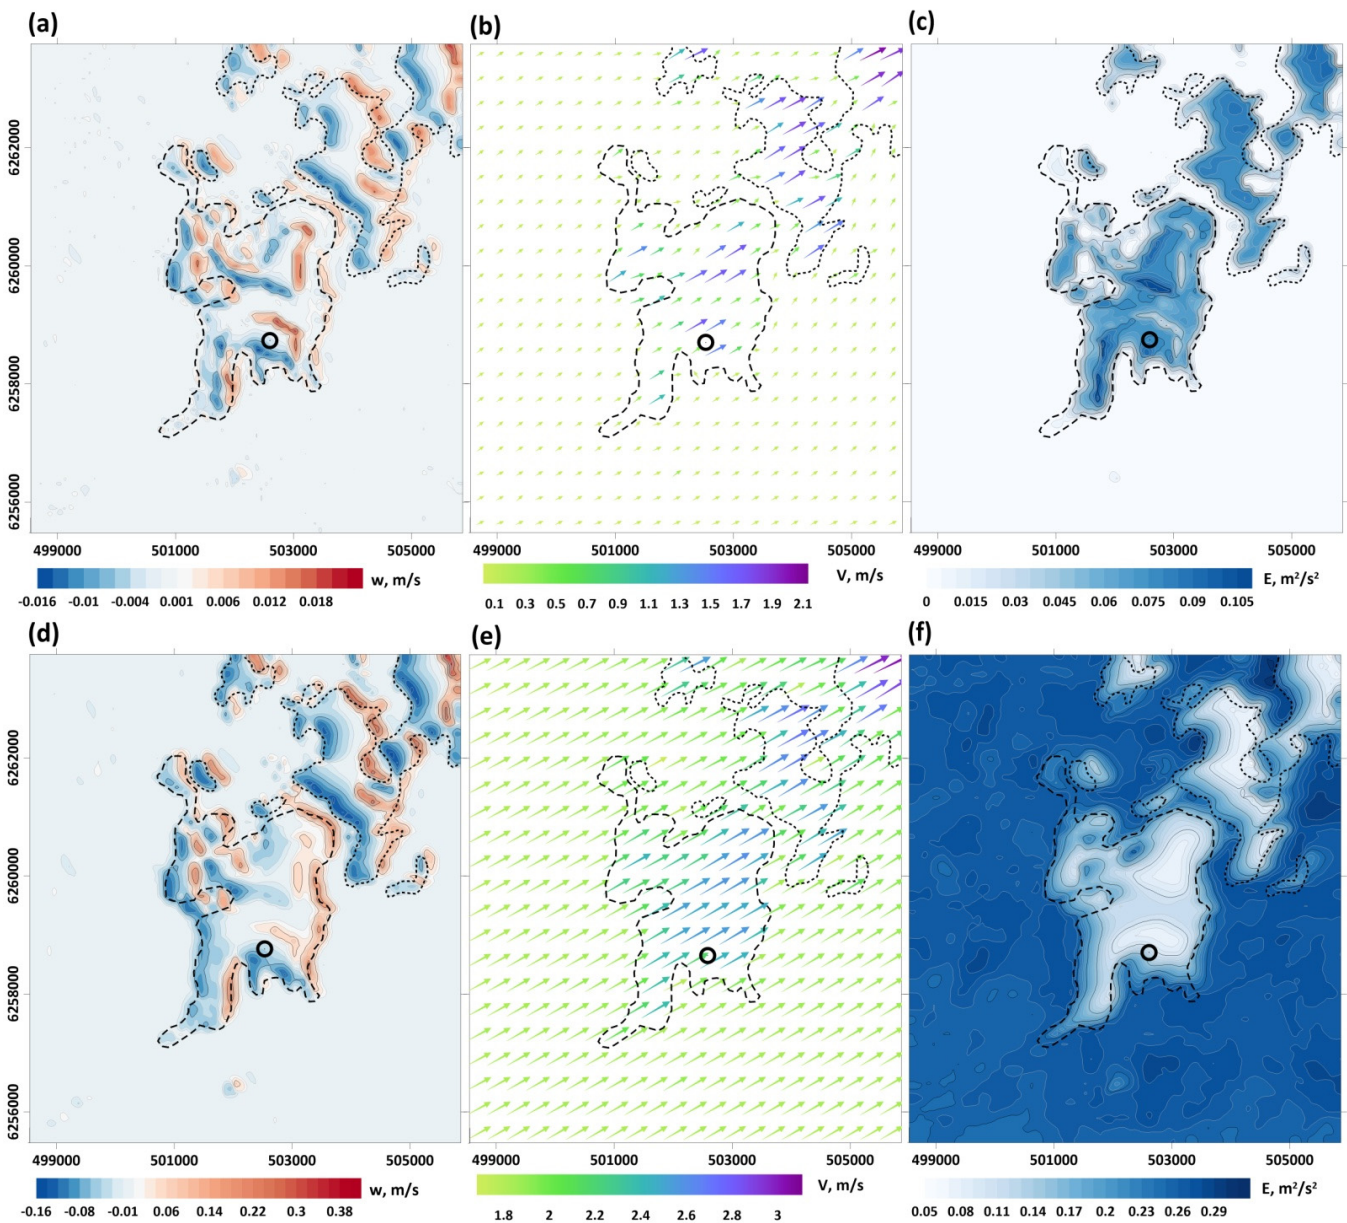 (a)
(b)
(c)
6262000
6260000
6258000
6256000
499000 501000 503000 505000
499000 501000 503000 505000
499000 501000 503000 505000
w, m/s
-0.016 -0.01 -0.004 0.001 0.006 0.012 0.018
V, m/s
0.1 0.3 0.5 0.7 0.9 1.1 1.3 1.5 1.7 1.9 2.1
E, m²/s²
0 0.015 0.03 0.045 0.06 0.075 0.09 0.105
(d)
(e)
(f)
6262000
6260000
6258000
6256000
499000 501000 503000 505000
499000 501000 503000 505000
499000 501000 503000 505000
w, m/s
-0.16 -0.08 -0.01 0.06 0.14 0.22 0.3 0.38
V, m/s
1.8 2 2.2 2.4 2.6 2.8 3
E, m²/s²
0.05 0.08 0.11 0.14 0.17 0.2 0.23 0.26 0.29